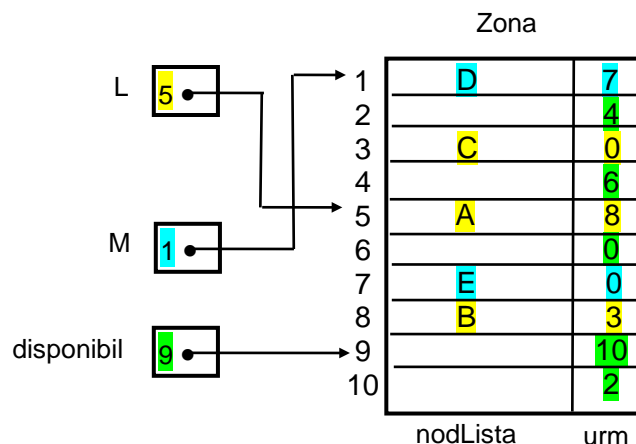 Zona
L 5
M 1
disponibil 9
1 D 7
2 4
3 C 0
4 6
5 A 8
6 0
7 E 0
8 B 3
9 10
10 2
nodLista urm